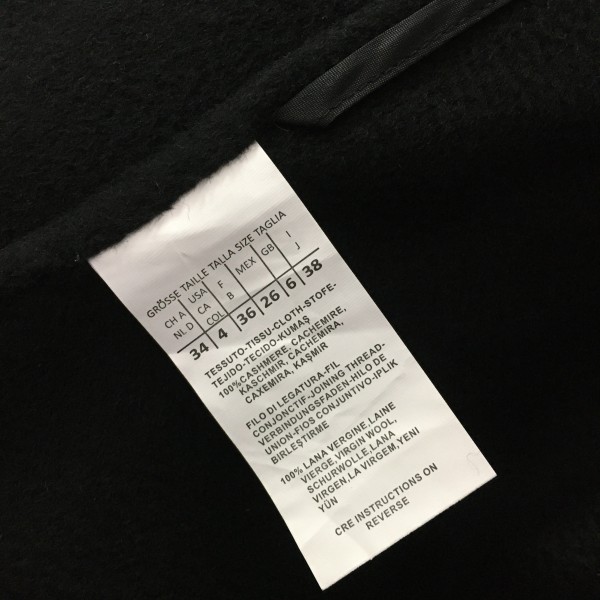 GRÖSSE TAILLE TALLA SIZE TAGLIA
CH A | USA | F | MEX | GB | I
NL D | CA COL | B | | | J
34 | 4 | 36 | 26 | 6 | 38
TESSUTO-TISSU-CLOTH-STOFE-
TEJIDO-TECIDO-KUMAŞ
100%CASHMERE, CACHEMIRE,
KASCHMIR, CACHEMIRA,
CAXEMIRA, KAŞMIR
FILO DI LEGATURA-FIL
CONJONCTIF-JOINING THREAD-
VERBINDUNGSFADEN-HILO DE
UNION-FIOS CONJUNTIVO-IPLIK
BIRLEŞTIRME
100% LANA VERGINE,LAINE
VIERGE,VIRGIN WOOL,
SCHURWOLLE,LANA
VIRGEN,LA VIRGEM,YENI
YÜN
CRE INSTRUCTIONS ON
REVERSE